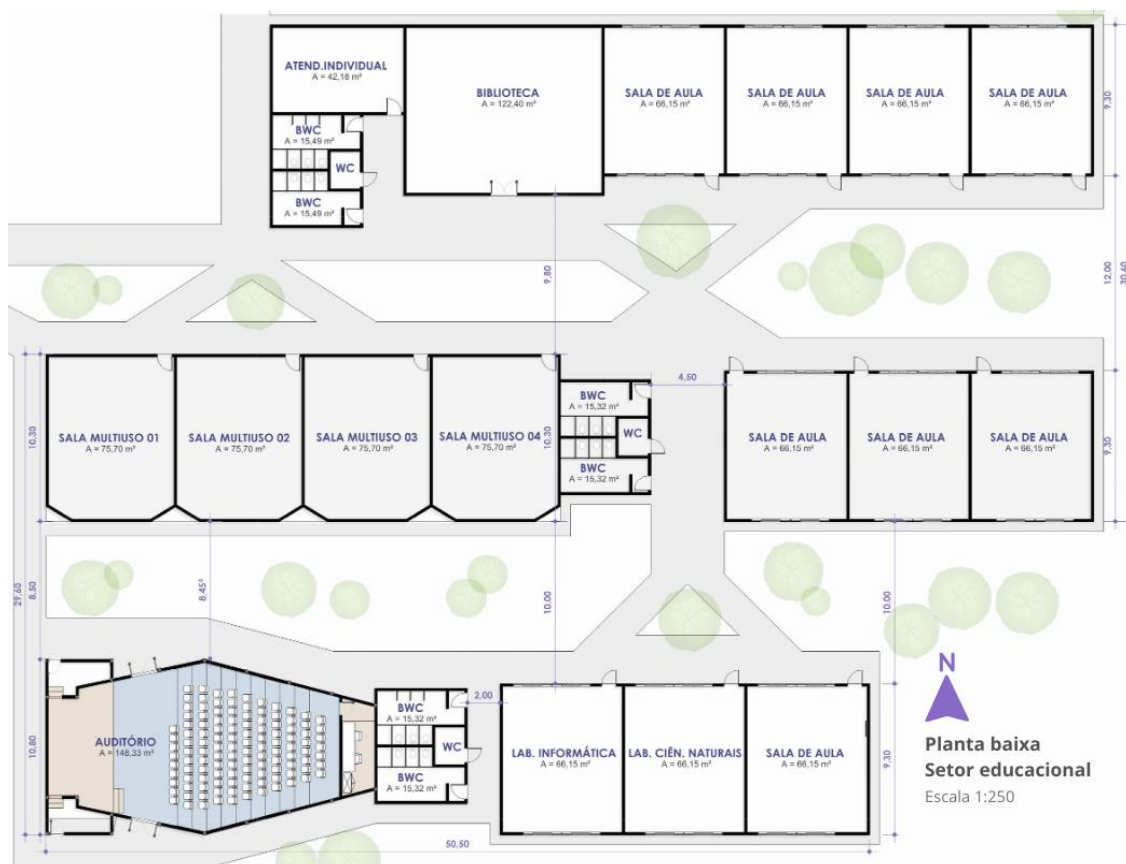 ATEND.INDIVIDUAL
A = 42,18 m²
BIBLIOTECA
A = 122,40 m²
SALA DE AULA
A = 66,15 m²
SALA DE AULA
A = 66,15 m²
SALA DE AULA
A = 66,15 m²
SALA DE AULA
A = 66,15 m²
9,30
BWC
A = 15,49 m²
WC
BWC
A = 15,49 m²
9,80
12,00
30,60
4,50
10,30
SALA MULTIUSO 01
A = 75,70 m²
SALA MULTIUSO 02
A = 75,70 m²
SALA MULTIUSO 03
A = 75,70 m²
SALA MULTIUSO 04
A = 75,70 m²
10,30
BWC
A = 15,32 m²
WC
BWC
A = 15,32 m²
SALA DE AULA
A = 66,15 m²
SALA DE AULA
A = 66,15 m²
SALA DE AULA
A = 66,15 m²
9,30
29,60
8,50
8,45⁵
10,00
10,00
10,80
AUDITÓRIO
A = 148,33 m²
BWC
A = 15,32 m²
WC
BWC
A = 15,32 m²
2,00
LAB. INFORMÁTICA
A = 66,15 m²
LAB. CIÊN. NATURAIS
A = 66,15 m²
SALA DE AULA
A = 66,15 m²
9,30
50,50
N
Planta baixa
Setor educacional
Escala 1:250